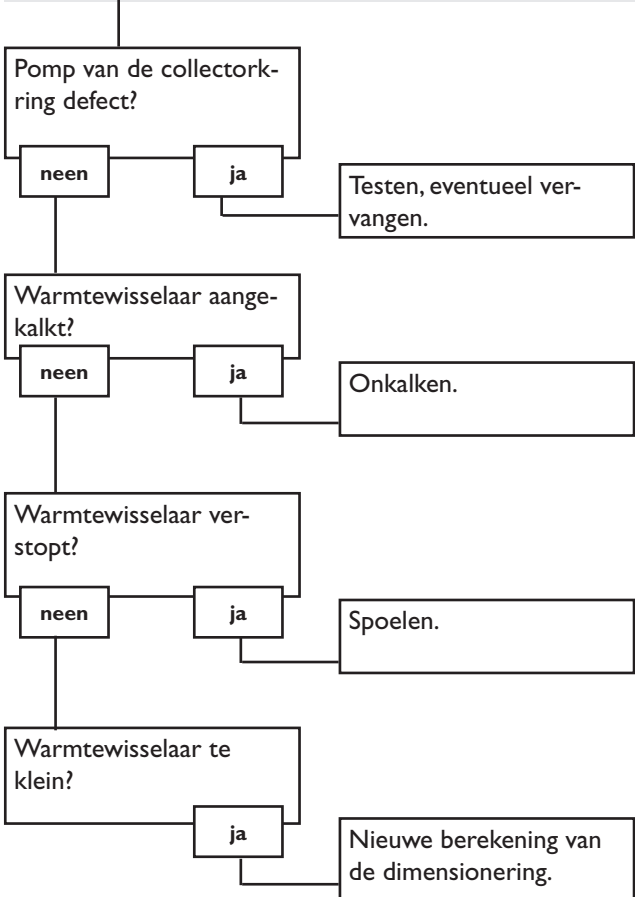 Pomp van de collectork-
ring defect?
neen
ja
Testen, eventueel ver-
vangen.
Warmtewisselaar aange-
kalkt?
neen
ja
Onkalken.
Warmtewisselaar ver-
stopt?
neen
ja
Spoelen.
Warmtewisselaar te
klein?
ja
Nieuwe berekening van
de dimensionering.